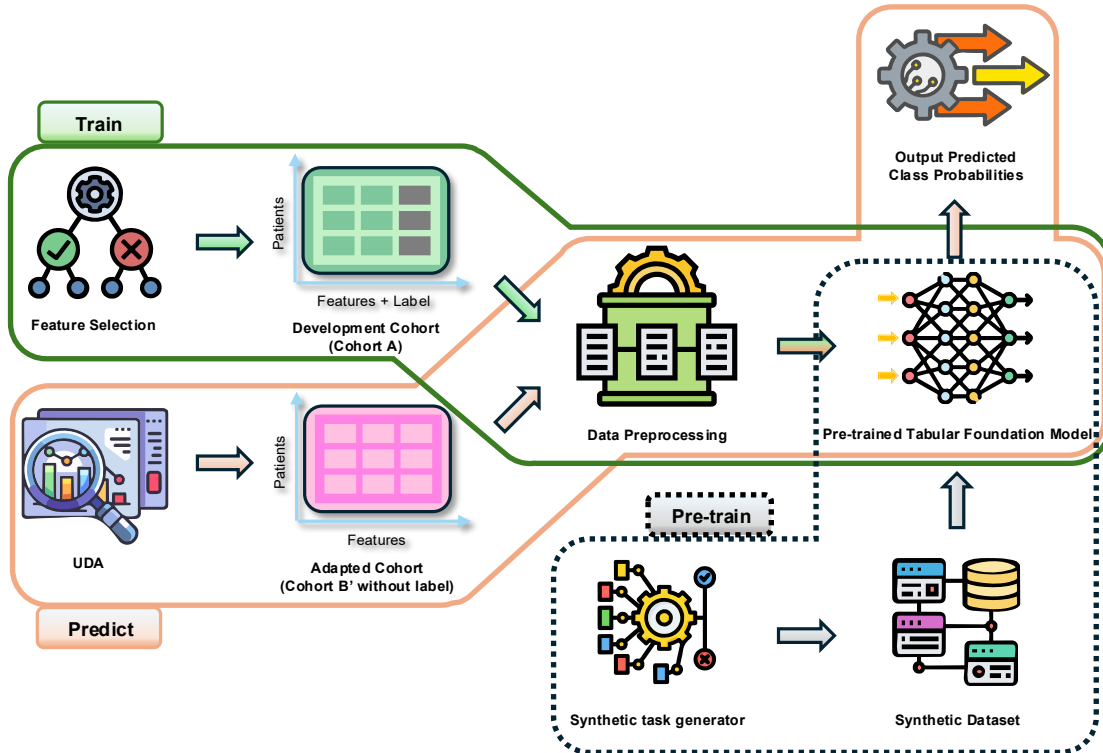 Train
Output Predicted
Class Probabilities
Patients
Features + Label
Feature Selection
Development Cohort
(Cohort A)
Data Preprocessing
Pre-trained Tabular Foundation Model
Patients
Features
UDA
Adapted Cohort
(Cohort B’ without label)
Pre-train
Predict
Synthetic task generator
Synthetic Dataset